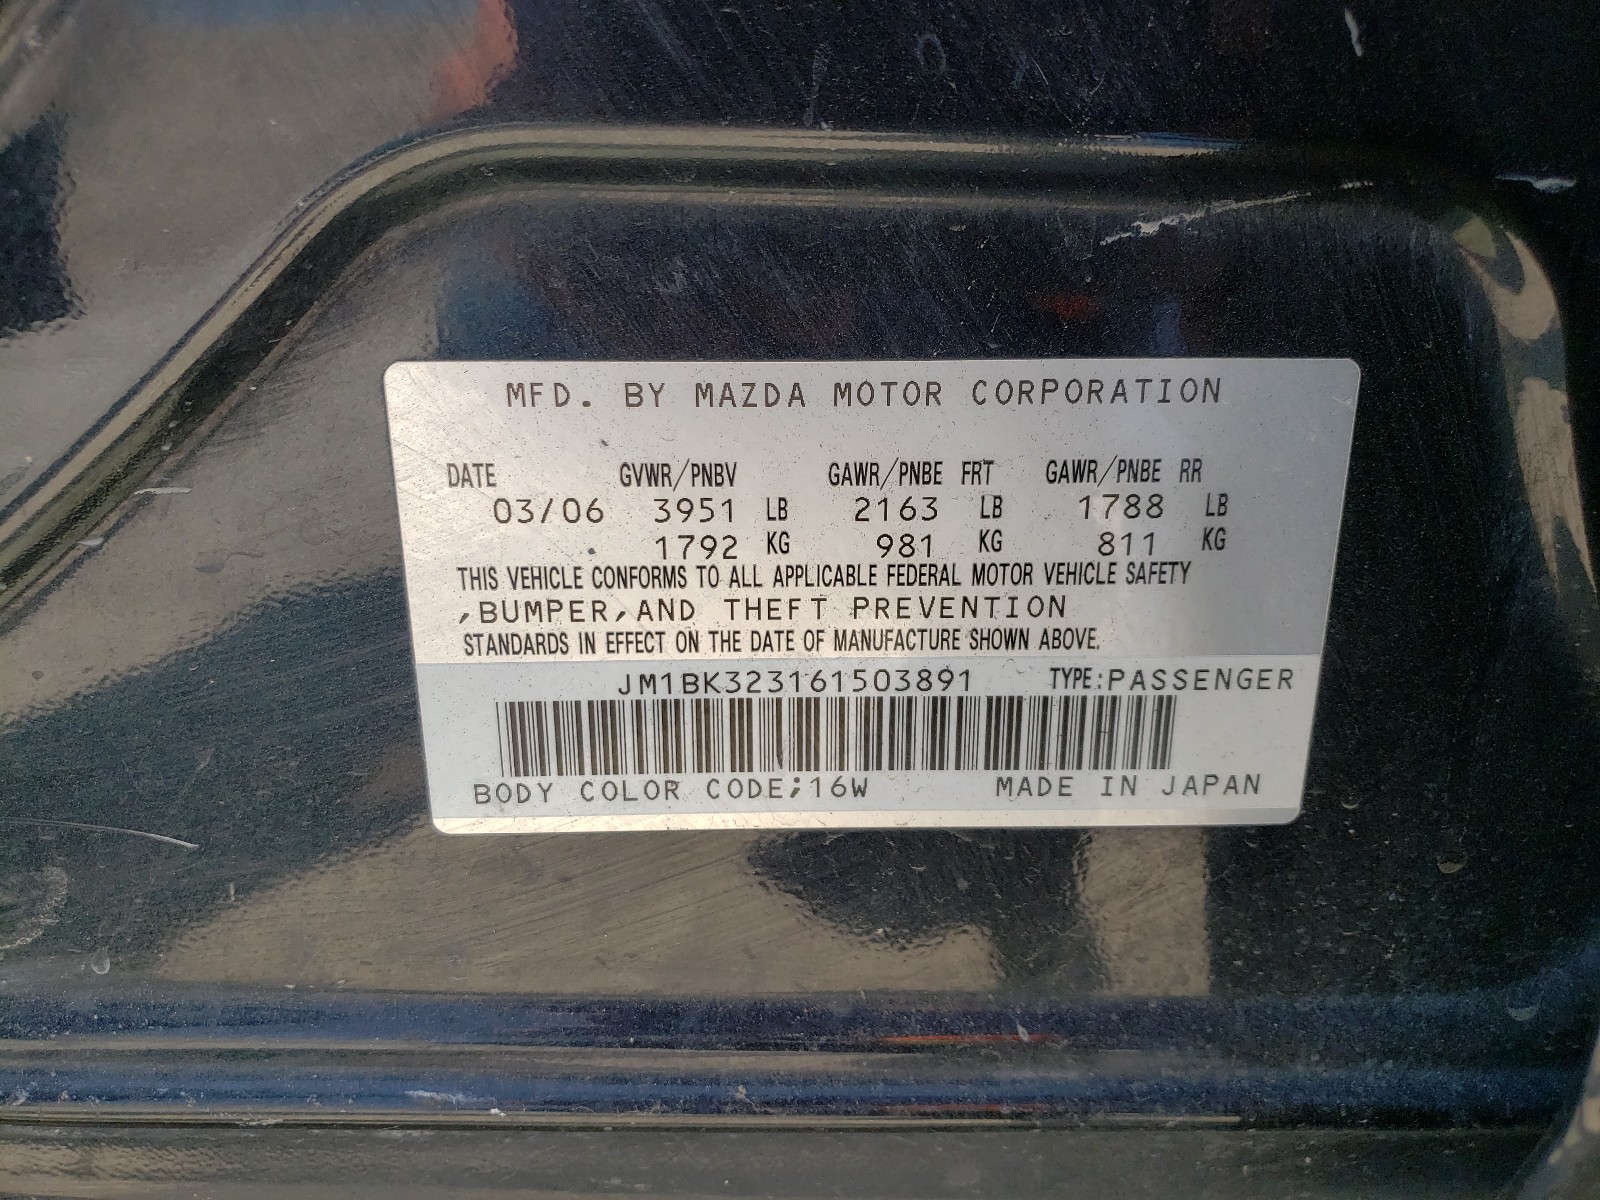 MFD. BY MAZDA MOTOR CORPORATION
DATE GVWR/PNBV GAWR/PNBE FRT GAWR/PNBE RR
03/06 3951 LB 2163 LB 1788 LB
1792 KG 981 KG 811 KG
THIS VEHICLE CONFORMS TO ALL APPLICABLE FEDERAL MOTOR VEHICLE SAFETY
,BUMPER,AND THEFT PREVENTION
STANDARDS IN EFFECT ON THE DATE OF MANUFACTURE SHOWN ABOVE.
JM1BK323161503891 TYPE:PASSENGER
BODY COLOR CODE;16W MADE IN JAPAN